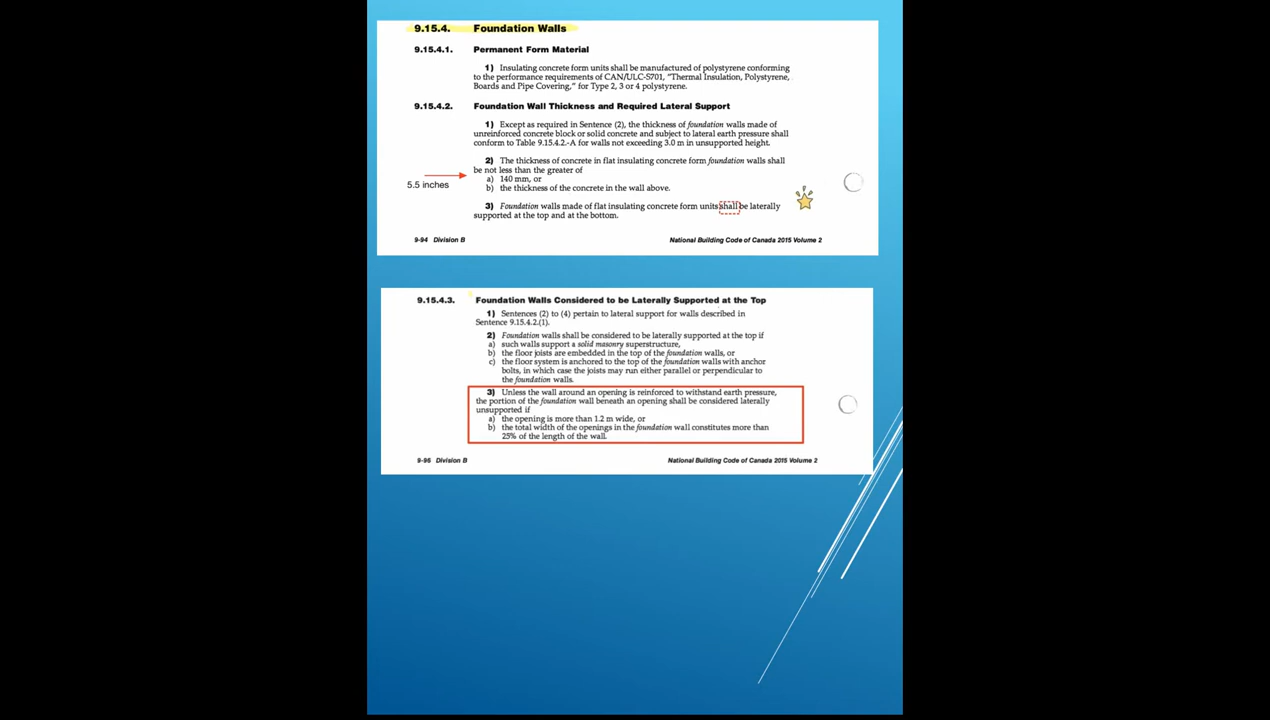 9.15.4. Foundation Walls
9.15.4.1. Permanent Form Material
1) Insulating concrete form units shall be manufactured of polystyrene conforming
to the performance requirements of CAN/ULC-S701, "Thermal Insulation, Polystyrene,
Boards and Pipe Covering," for Type 2, 3 or 4 polystyrene.
9.15.4.2. Foundation Wall Thickness and Required Lateral Support
1) Except as required in Sentence (2), the thickness of foundation walls made of
unreinforced concrete block or solid concrete and subject to lateral earth pressure shall
conform to Table 9.15.4.2.-A for walls not exceeding 3.0 m in unsupported height.
2) The thickness of concrete in flat insulating concrete form foundation walls shall
be not less than the greater of
5.5 inches
a) 140 mm, or
b) the thickness of the concrete in the wall above.
3) Foundation walls made of flat insulating concrete form units shall be laterally
supported at the top and at the bottom.
9-94 Division B National Building Code of Canada 2015 Volume 2
9.15.4.3. Foundation Walls Considered to be Laterally Supported at the Top
1) Sentences (2) to (4) pertain to lateral support for walls described in
Sentence 9.15.4.2.(1).
2) Foundation walls shall be considered to be laterally supported at the top if
a) such walls support a solid masonry superstructure,
b) the floor joists are embedded in the top of the foundation walls, or
c) the floor system is anchored to the top of the foundation walls with anchor
bolts, in which case the joists may run either parallel or perpendicular to
the foundation walls.
3) Unless the wall around an opening is reinforced to withstand earth pressure,
the portion of the foundation wall beneath an opening shall be considered laterally
unsupported if
a) the opening is more than 1.2 m wide, or
b) the total width of the openings in the foundation wall constitutes more than
25% of the length of the wall.
9-96 Division B National Building Code of Canada 2015 Volume 2